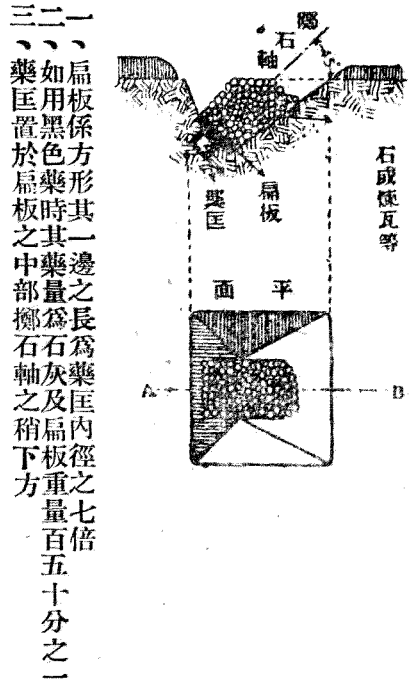 擲石軸
石或煉瓦等
扁板
藥匡
平面
A
B
一、扁板係方形其一邊之長爲藥匡內徑之七倍
二、如用黑色藥時其藥量爲石灰及扁板重量百五十分之一
三、藥匡置於扁板之中部擲石軸之稍下方